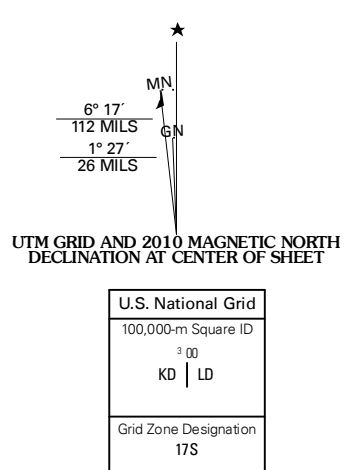 ★
MN
6° 17´
112 MILS
GN
1° 27´
26 MILS
UTM GRID AND 2010 MAGNETIC NORTH
DECLINATION AT CENTER OF SHEET
U.S. National Grid
100,000-m Square ID
3 00
KD LD
Grid Zone Designation
17S